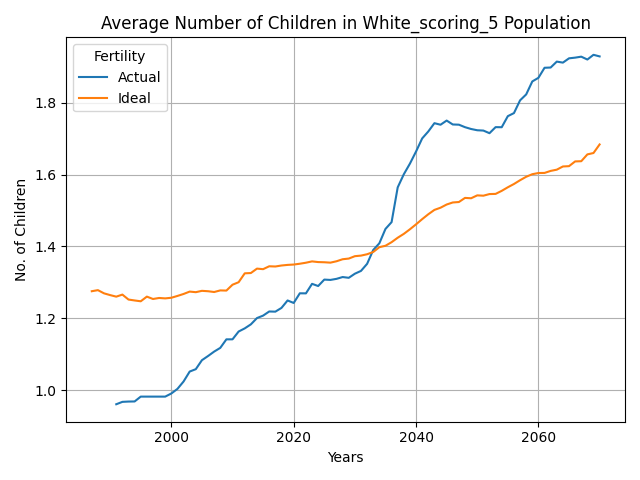 Average Number of Children in White_scoring_5 Population
Fertility
Actual
Ideal
No. of Children
1.8
1.6
1.4
1.2
1.0
2000
2020
2040
2060
Years